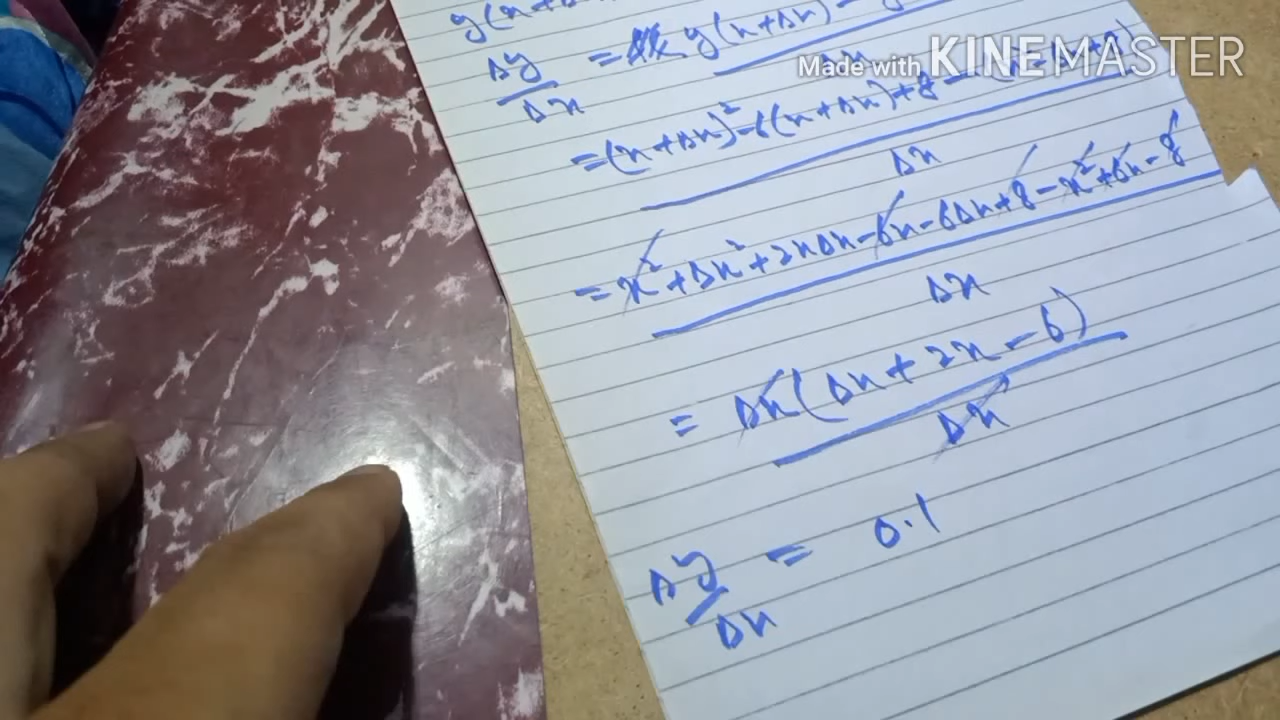 y(x+Δx
Δy/Δx = y(x+Δx) -
Made with KINEMASTER
= (x+Δx)² - 6(x+Δx) + 8 - / Δx
= x² + Δx² + 2xΔx - 6x - 6Δx + 8 - x² + 6x - 8 / Δx
= Δx(Δx + 2x - 6) / Δx
Δy/Δx = 0.1